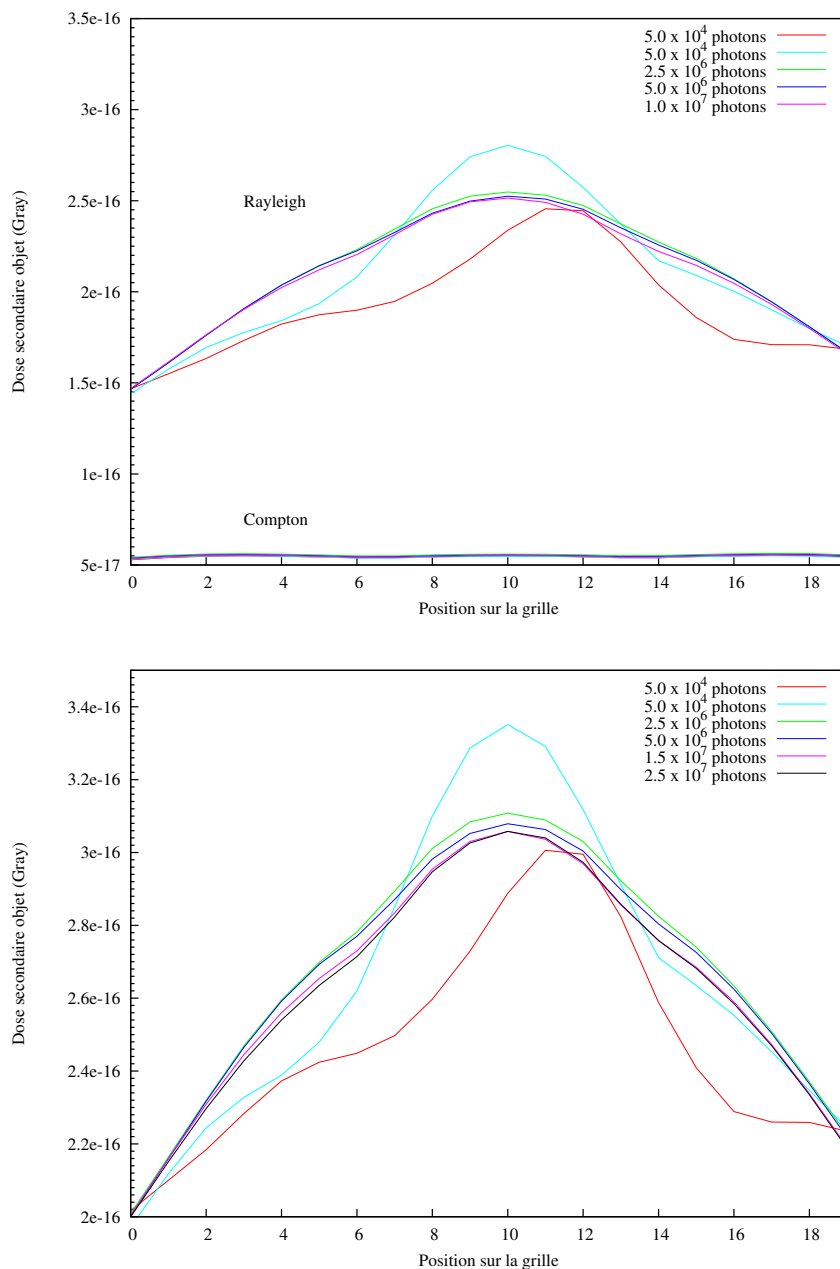 3.5e-16
3e-16
2.5e-16
2e-16
1.5e-16
1e-16
5e-17
Dose secondaire objet (Gray)
5.0 x 10^4 photons
5.0 x 10^4 photons
2.5 x 10^6 photons
5.0 x 10^6 photons
1.0 x 10^7 photons
Rayleigh
Compton
0 2 4 6 8 10 12 14 16 18
Position sur la grille
3.4e-16
3.2e-16
3e-16
2.8e-16
2.6e-16
2.4e-16
2.2e-16
2e-16
Dose secondaire objet (Gray)
5.0 x 10^4 photons
5.0 x 10^4 photons
2.5 x 10^6 photons
5.0 x 10^6 photons
1.5 x 10^7 photons
2.5 x 10^7 photons
0 2 4 6 8 10 12 14 16 18
Position sur la grille